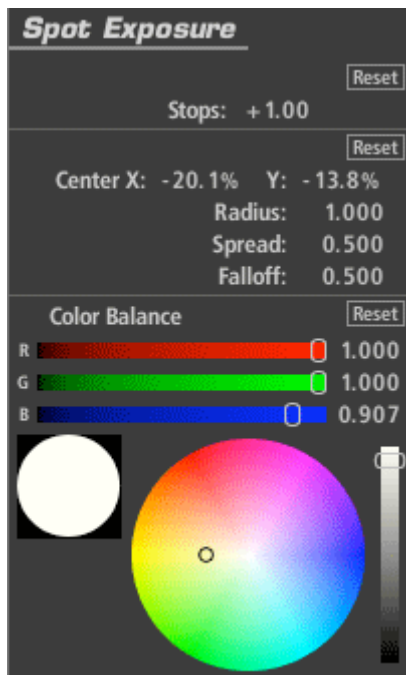 Spot Exposure
Reset
Stops: +1.00
Reset
Center X: -20.1% Y: -13.8%
Radius: 1.000
Spread: 0.500
Falloff: 0.500
Color Balance Reset
R 1.000
G 1.000
B 0.907